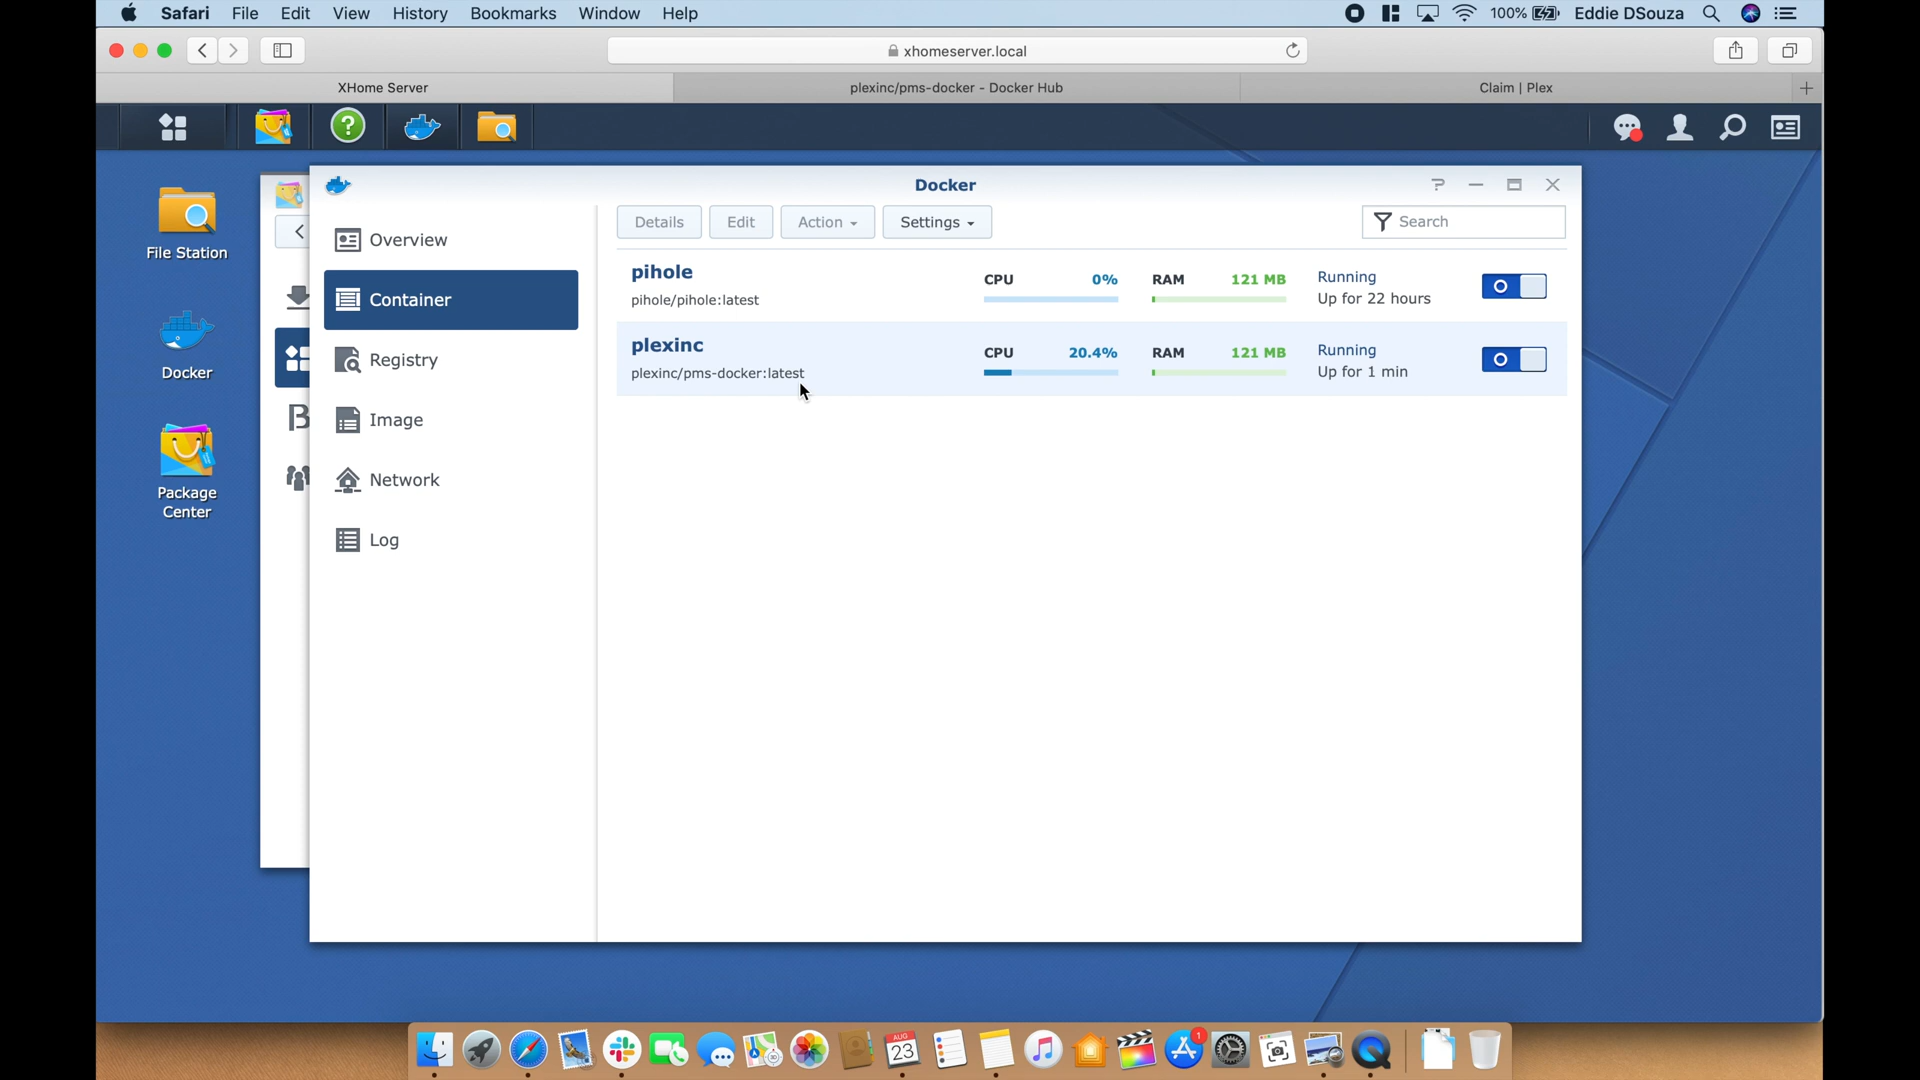 Safari File Edit View History Bookmarks Window Help 100% Eddie DSouza
xhomeserver.local
XHome Server plexinc/pms-docker - Docker Hub Claim | Plex
Docker
Details Edit Action Settings Search
File Station
Docker
Package
Center
Overview
Container
Registry
Image
Network
Log
pihole CPU 0% RAM 121 MB Running
pihole/pihole:latest Up for 22 hours
plexinc CPU 20.4% RAM 121 MB Running
plexinc/pms-docker:latest Up for 1 min
AUG
23
1